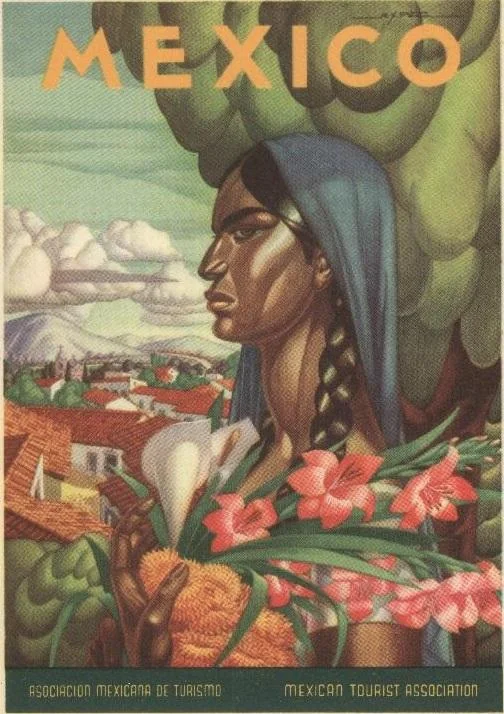 MEXICO
ASOCIACION MEXICANA DE TURISMO
MEXICAN TOURIST ASSOCIATION